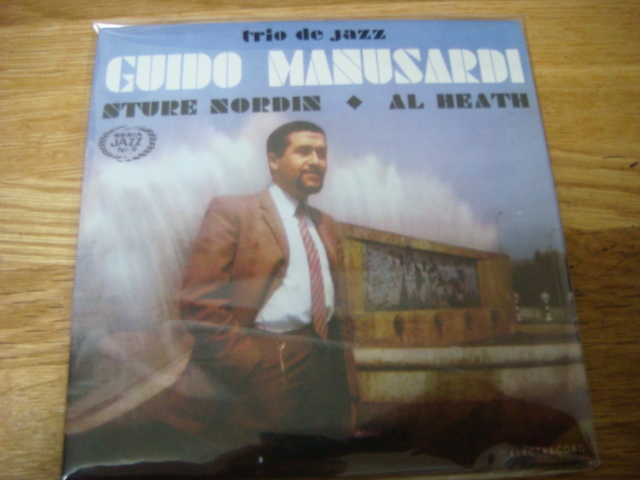 trio de jazz
GUIDO MANUSARDI
STURE NORDIN ◆ AL HEATH
SERIA
JAZZ
ELECTRECORD